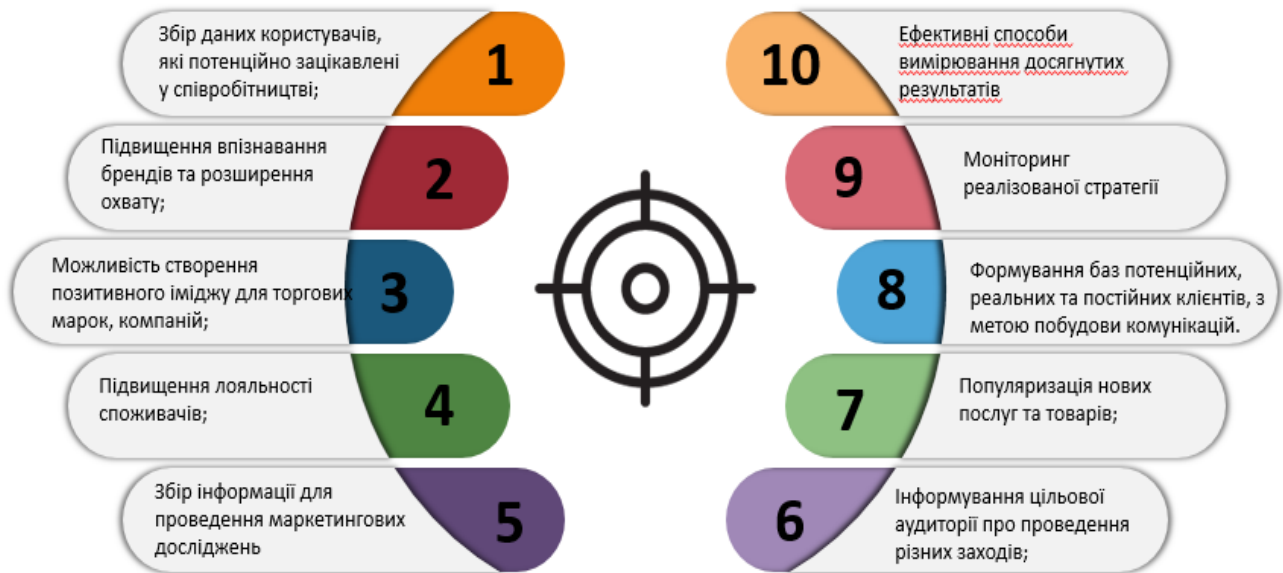 1
Збір даних користувачів,
які потенційно зацікавлені
у співробітництві;
2
Підвищення впізнавання
брендів та розширення
охвату;
3
Можливість створення
позитивного іміджу для торгових
марок, компаній;
4
Підвищення лояльності
споживачів;
5
Збір інформації для
проведення маркетингових
досліджень
6
Інформування цільової
аудиторії про проведення
різних заходів;
7
Популяризація нових
послуг та товарів;
8
Формування баз потенційних,
реальних та постійних клієнтів, з
метою побудови комунікацій.
9
Моніторинг
реалізованої стратегії
10
Ефективні способи
вимірювання досягнутих
результатів